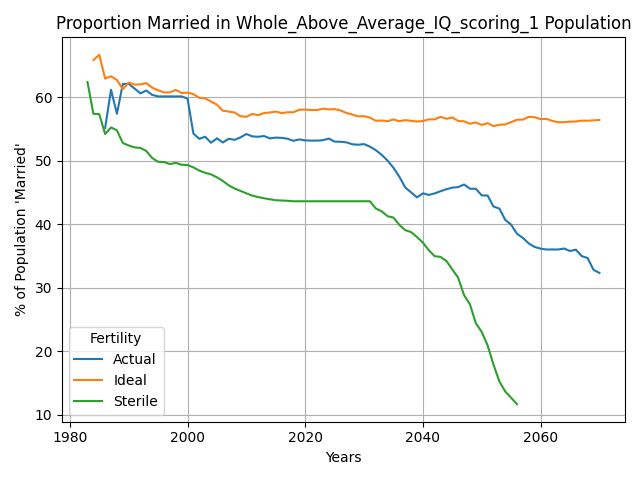 Proportion Married in Whole_Above_Average_IQ_scoring_1 Population
% of Population 'Married'
60
50
40
30
20
10
Fertility
Actual
Ideal
Sterile
1980
2000
2020
2040
2060
Years